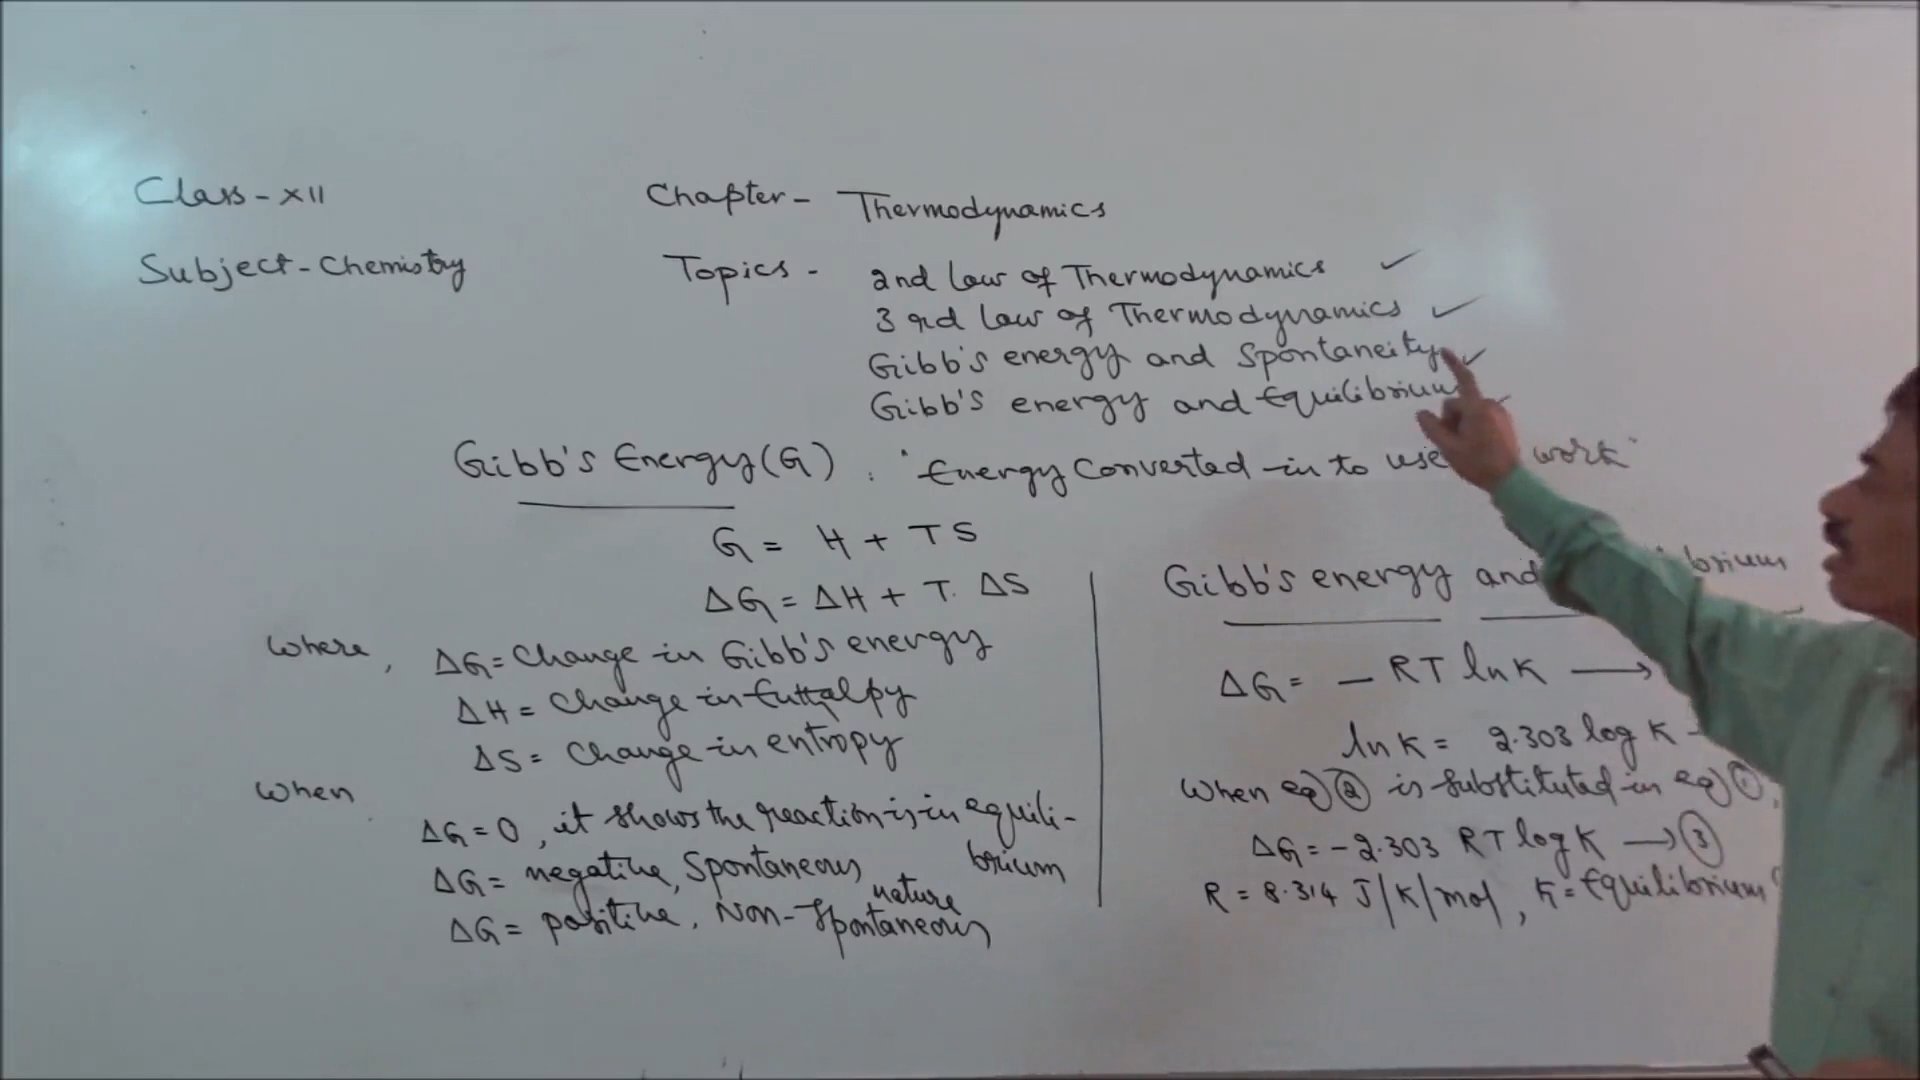 Class - XII
Subject - Chemistry
Chapter - Thermodynamics
Topics - 2nd Law of Thermodynamics ✓
3rd Law of Thermodynamics ✓
Gibb's energy and Spontaneity ✓
Gibb's energy and Equilibrium
Gibb's Energy (G) : "Energy Converted in to work"
G = H + TS
ΔG = ΔH + T. ΔS
Where, ΔG = Change in Gibb's energy
ΔH = Change in Enthalpy
ΔS = Change in entropy
When
ΔG = 0, it shows the reaction is in equili-
brium
ΔG = negative, Spontaneous nature
ΔG = positive, Non-Spontaneous
Gibb's energy and
ΔG = - RT ln K →
ln K = 2.303 log K -
When eq ② is substituted in eq ①,
ΔG = - 2.303 RT log K → ③
R = 8.314 J/K/mol, K = Equilibrium